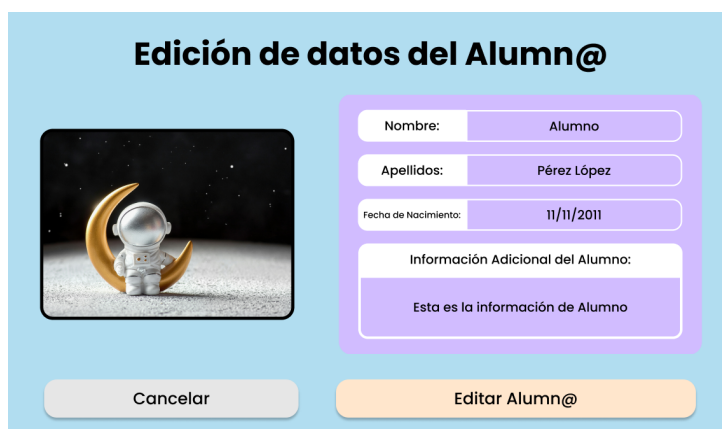 Edición de datos del Alumn@
Nombre: Alumno
Apellidos: Pérez López
Fecha de Nacimiento: 11/11/2011
Información Adicional del Alumno:
Esta es la información de Alumno
Cancelar
Editar Alumn@